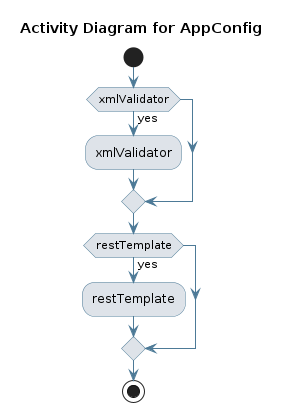 Activity Diagram for AppConfig
xmlValidator
yes
xmlValidator
restTemplate
yes
restTemplate